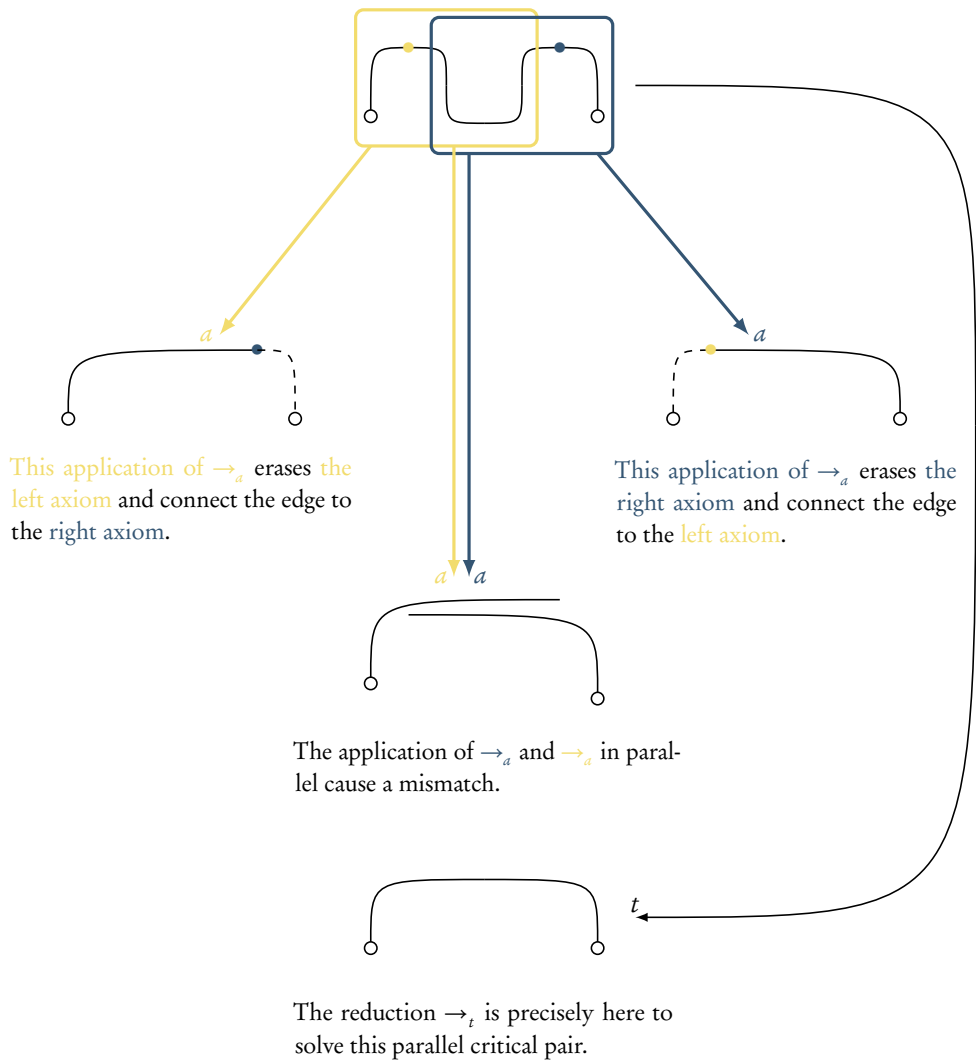 a
a
This application of →a erases the
left axiom and connect the edge to
the right axiom.
This application of →a erases the
right axiom and connect the edge
to the left axiom.
a a
The application of →a and →a in paral-
lel cause a mismatch.
t
The reduction →t is precisely here to
solve this parallel critical pair.